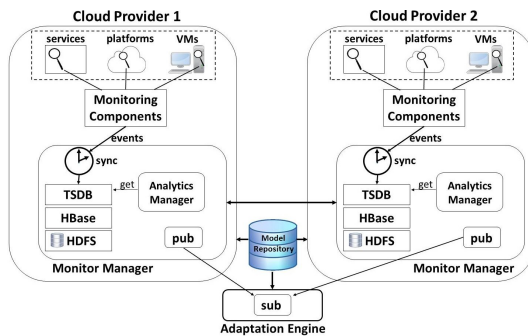 Cloud Provider 1
services platforms VMs
Monitoring
Components
events
sync
TSDB
get
Analytics
Manager
HBase
HDFS
pub
Monitor Manager
Cloud Provider 2
services platforms VMs
Monitoring
Components
events
sync
TSDB
get
Analytics
Manager
HBase
HDFS
pub
Monitor Manager
Model
Repository
sub
Adaptation Engine